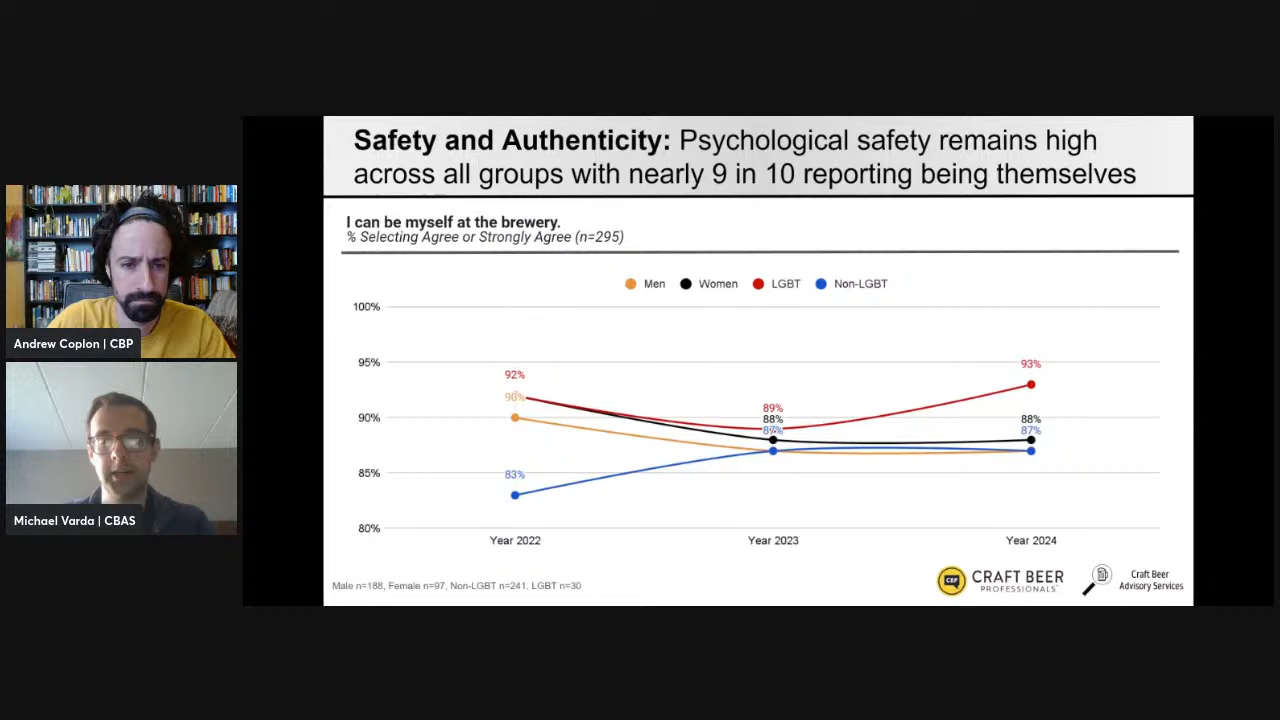 Safety and Authenticity: Psychological safety remains high
across all groups with nearly 9 in 10 reporting being themselves
I can be myself at the brewery.
% Selecting Agree or Strongly Agree (n=295)
Men Women LGBT Non-LGBT
100%
95%
90%
85%
80%
92%
90%
83%
89%
88%
87%
93%
88%
87%
Year 2022 Year 2023 Year 2024
Male n=188, Female n=97, Non-LGBT n=241, LGBT n=30
CBP
CRAFT BEER
PROFESSIONALS
Craft Beer
Advisory Services
Andrew Coplon | CBP
Michael Varda | CBAS